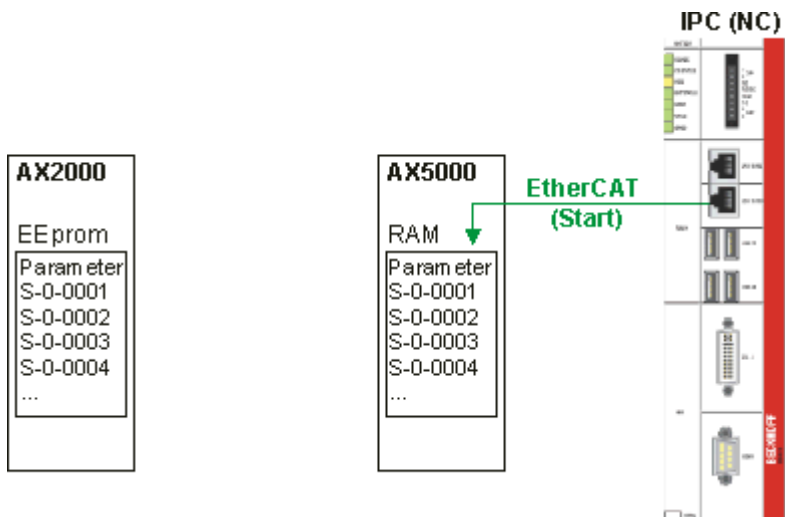 IPC (NC)
AX2000
EEprom
Parameter
S-0-0001
S-0-0002
S-0-0003
S-0-0004
...
AX5000
RAM
Parameter
S-0-0001
S-0-0002
S-0-0003
S-0-0004
...
EtherCAT
(Start)
BECKHOFF